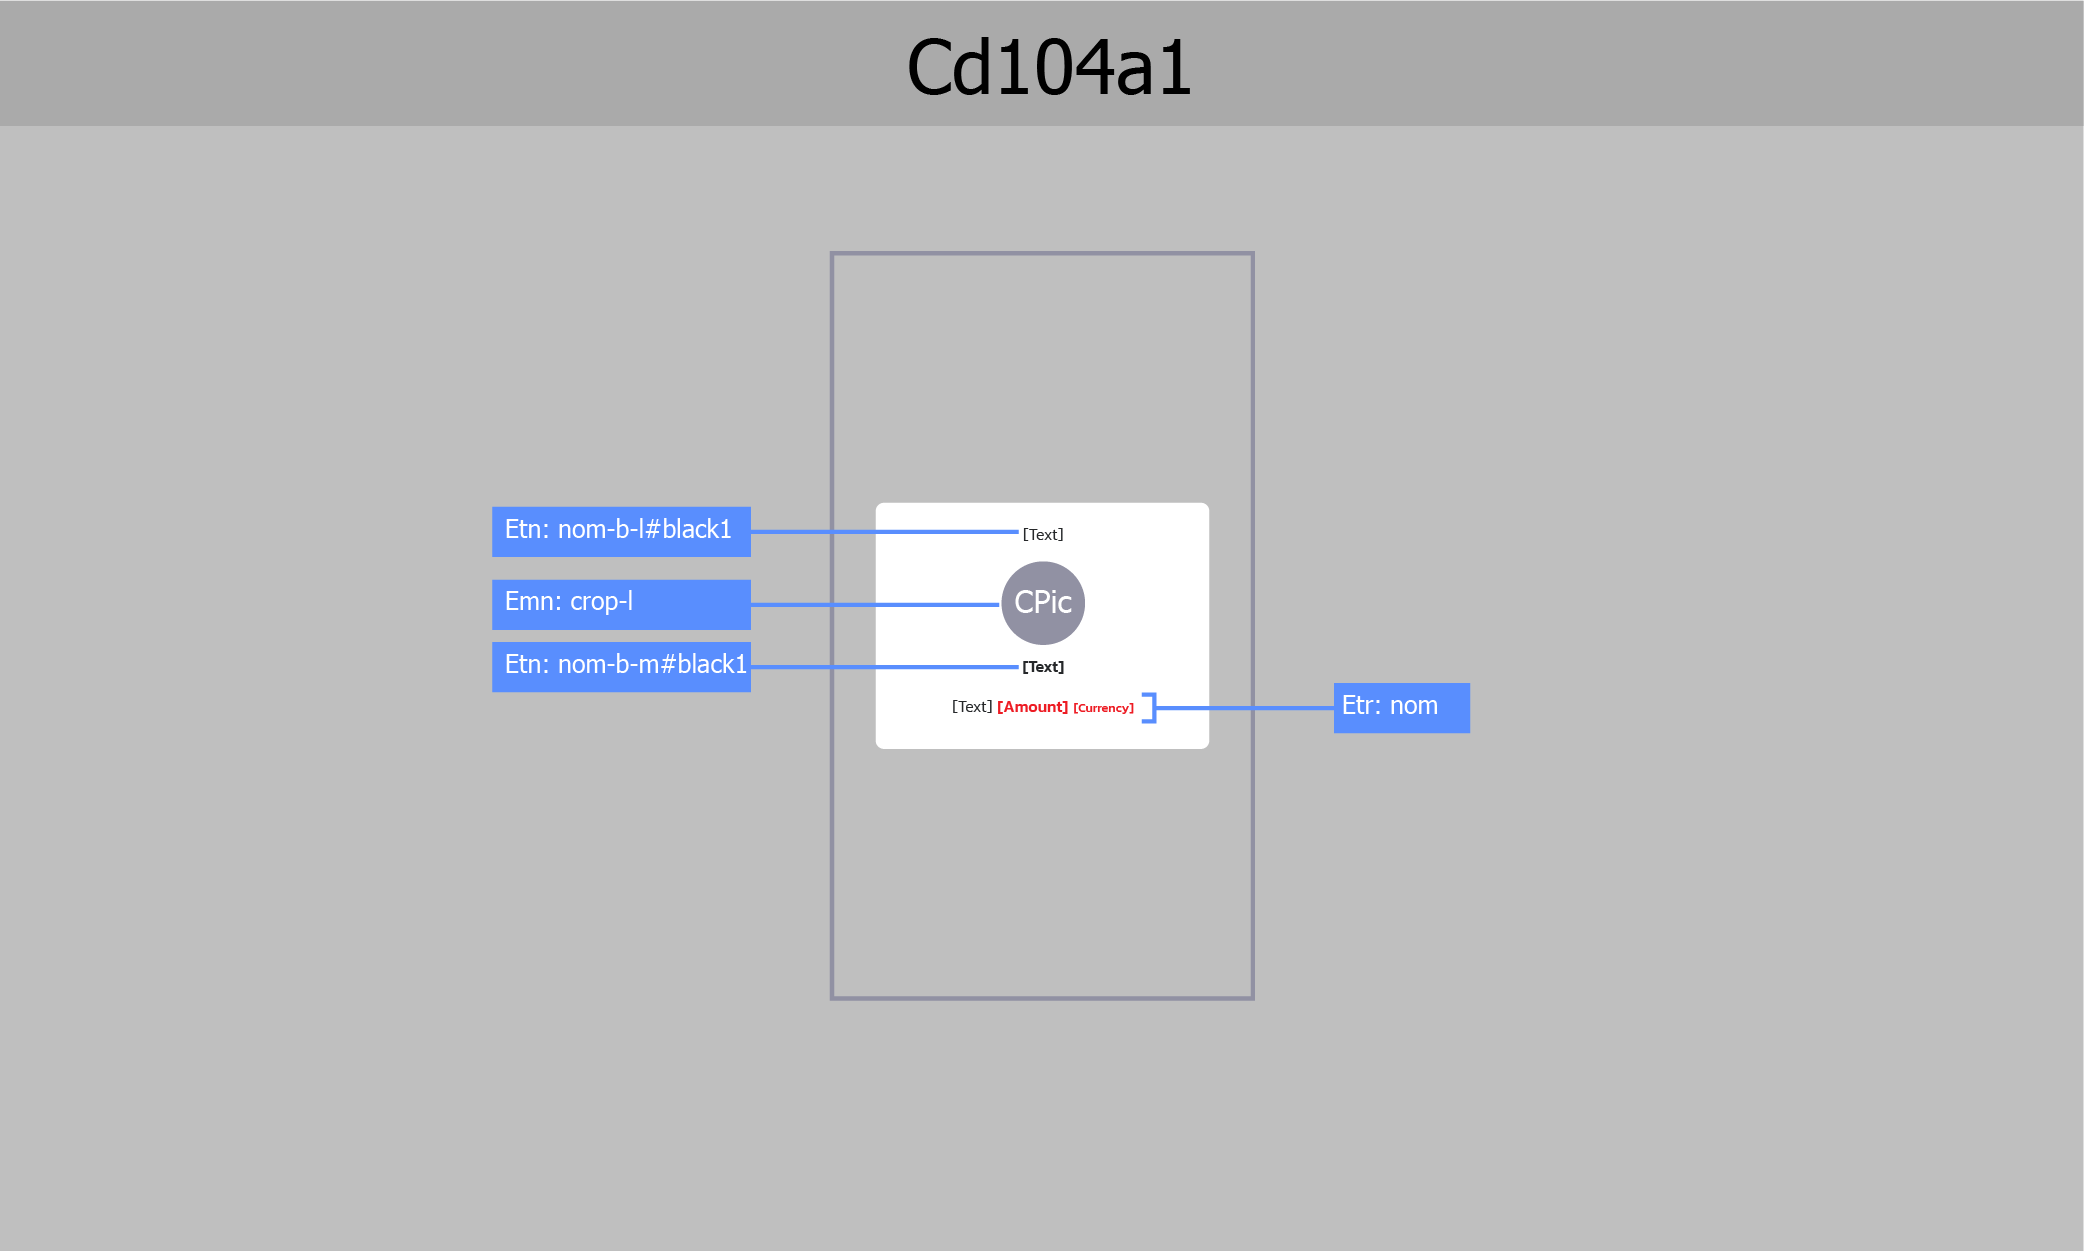 Cd104a1
Etn: nom-b-l#black1
[Text]
Emn: crop-l
CPic
Etn: nom-b-m#black1
[Text]
[Text] [Amount] [Currency]
Etr: nom